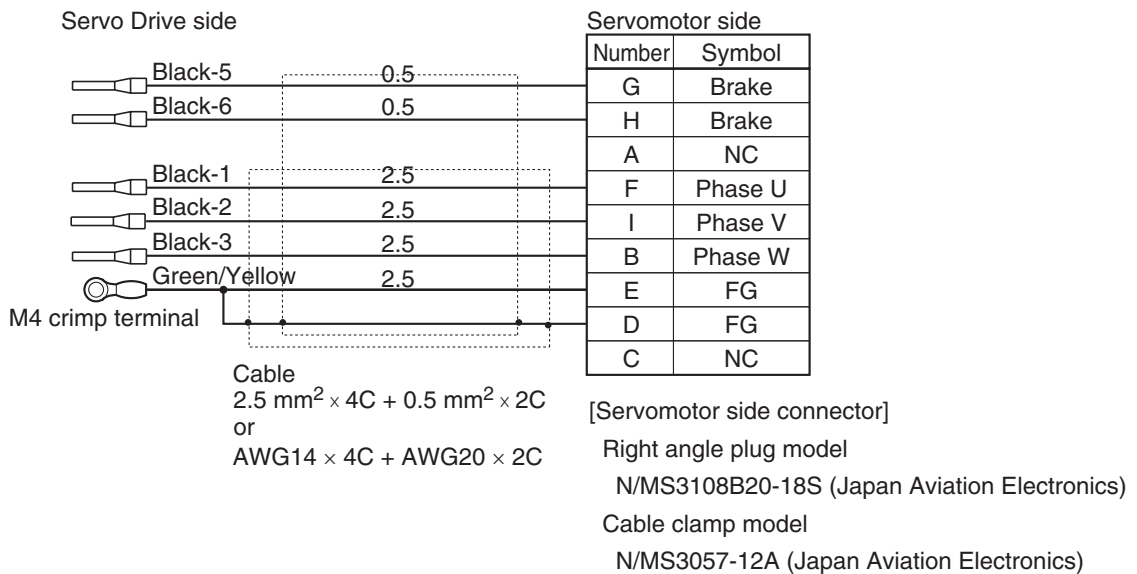 Servo Drive side
Servomotor side
Number Symbol
Black-5 0.5 G Brake
Black-6 0.5 H Brake
A NC
Black-1 2.5 F Phase U
Black-2 2.5 I Phase V
Black-3 2.5 B Phase W
Green/Yellow 2.5 E FG
M4 crimp terminal D FG
C NC
Cable
2.5 mm² × 4C + 0.5 mm² × 2C
or
AWG14 × 4C + AWG20 × 2C
[Servomotor side connector]
Right angle plug model
N/MS3108B20-18S (Japan Aviation Electronics)
Cable clamp model
N/MS3057-12A (Japan Aviation Electronics)